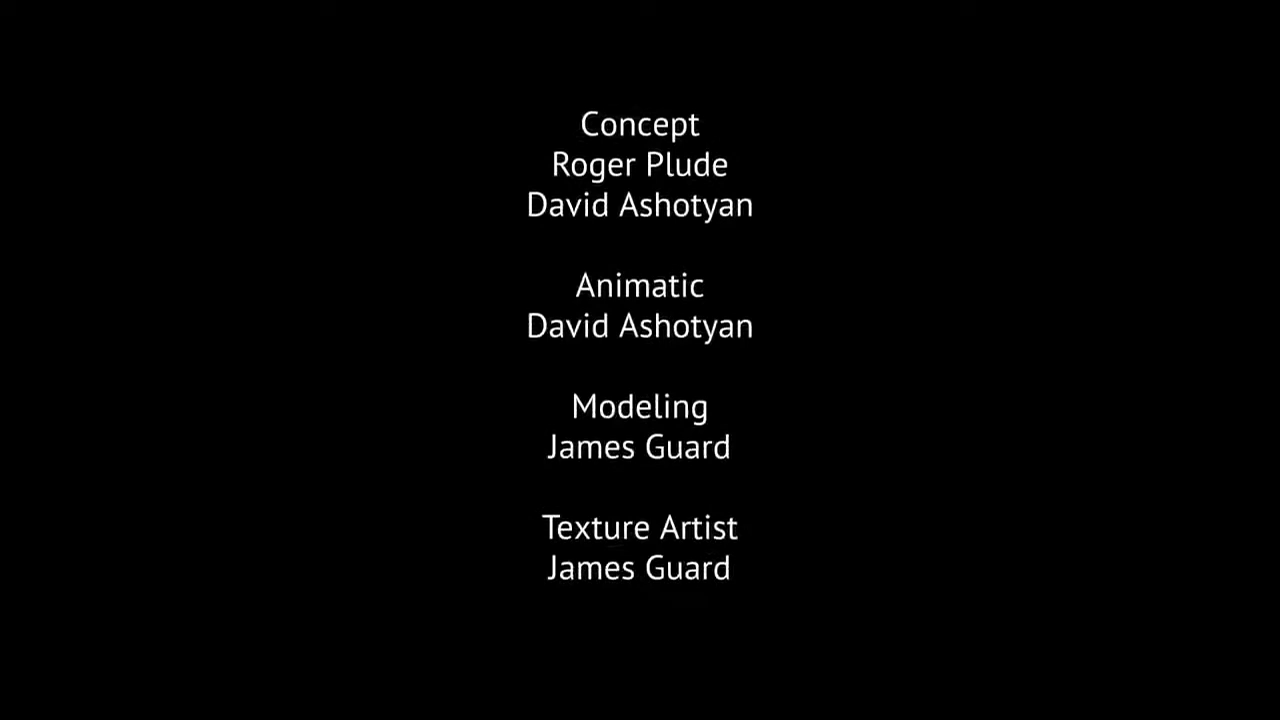 Concept
Roger Plude
David Ashotyan
Animatic
David Ashotyan
Modeling
James Guard
Texture Artist
James Guard